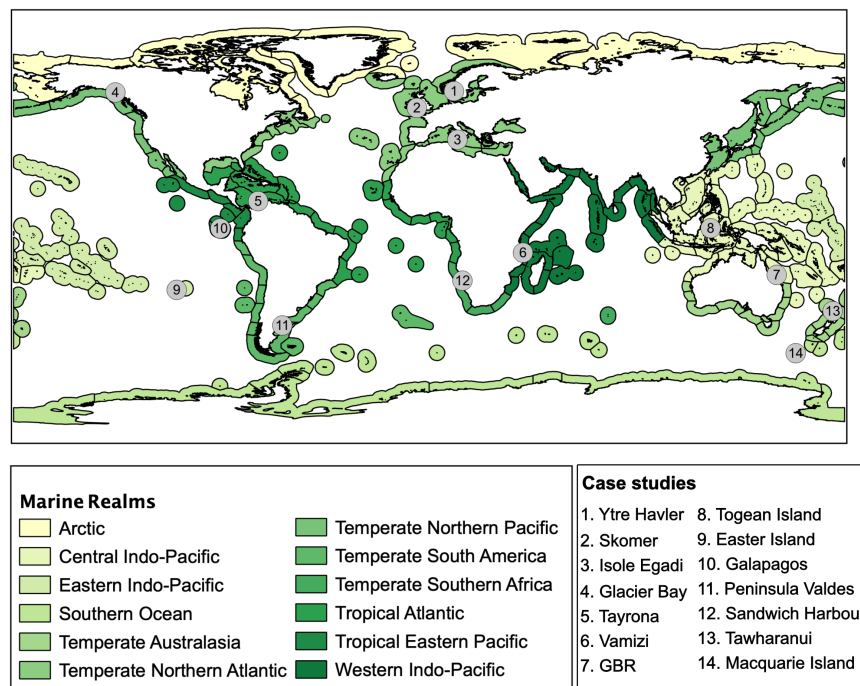 1
4
2
3
5
8
10
6
7
9
12
13
11
14
Marine Realms
Arctic
Central Indo-Pacific
Eastern Indo-Pacific
Southern Ocean
Temperate Australasia
Temperate Northern Atlantic
Temperate Northern Pacific
Temperate South America
Temperate Southern Africa
Tropical Atlantic
Tropical Eastern Pacific
Western Indo-Pacific
Case studies
1. Ytre Havler
2. Skomer
3. Isole Egadi
4. Glacier Bay
5. Tayrona
6. Vamizi
7. GBR
8. Togean Island
9. Easter Island
10. Galapagos
11. Peninsula Valdes
12. Sandwich Harbou
13. Tawharanui
14. Macquarie Island